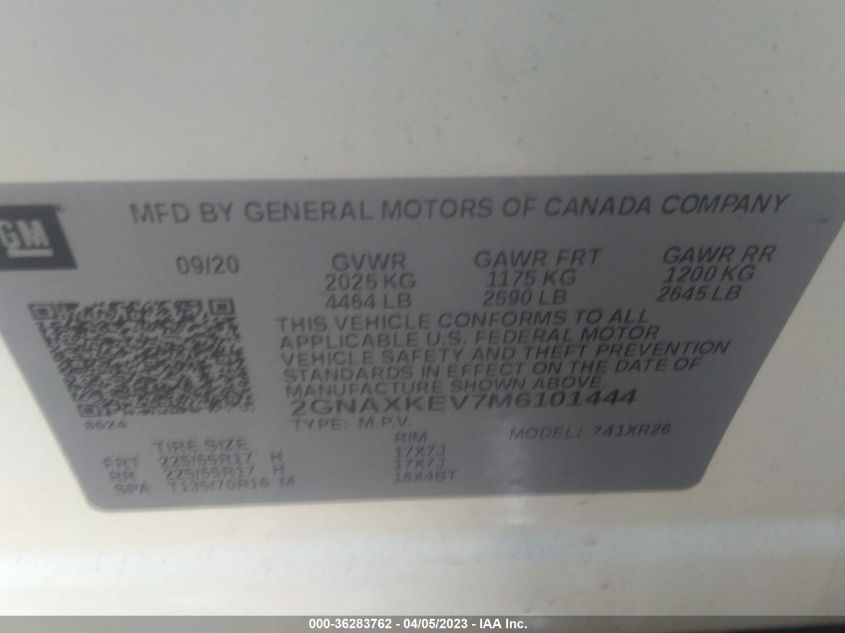 MFD BY GENERAL MOTORS OF CANADA COMPANY
GM
09/20
GVWR GAWR FRT GAWR RR
2025 KG 1175 KG 1200 KG
4464 LB 2590 LB 2645 LB
THIS VEHICLE CONFORMS TO ALL
APPLICABLE U.S. FEDERAL MOTOR
VEHICLE SAFETY AND THEFT PREVENTION
STANDARDS IN EFFECT ON THE DATE OF
MANUFACTURE SHOWN ABOVE.
2GNAXKEV7M6101444
8624
TYPE: M.P.V. MODEL: 741XR26
TIRE SIZE RIM
FRT 225/65R17 H 17X7J
RR 225/65R17 H 17X7J
SPA T135/70R16 M 16X4BT
000-36283762 - 04/05/2023 - IAA Inc.